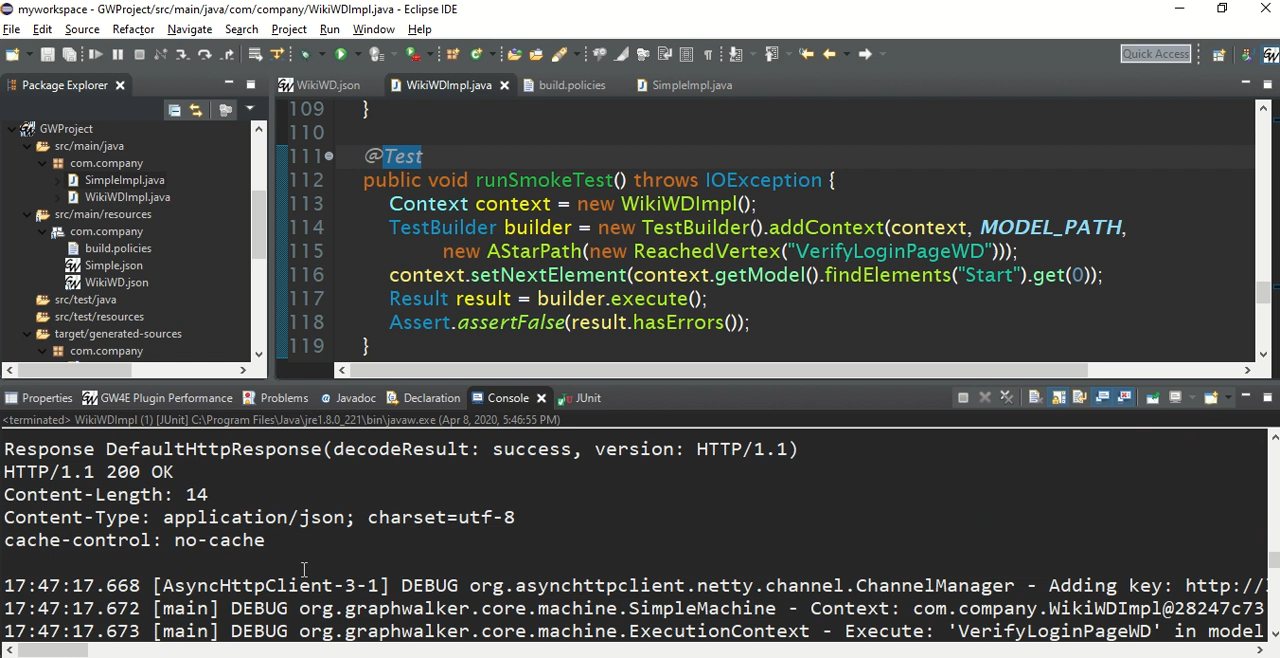 myworkspace - GWProject/src/main/java/com/company/WikiWDImpl.java - Eclipse IDE
File Edit Source Refactor Navigate Search Project Run Window Help
Quick Access
Package Explorer
WikiWD.json WikiWDImpl.java build.policies SimpleImpl.java
GWProject
src/main/java
com.company
SimpleImpl.java
WikiWDImpl.java
src/main/resources
com.company
build.policies
Simple.json
WikiWD.json
src/test/java
src/test/resources
target/generated-sources
com.company
109 }
110
111 @Test
112 public void runSmokeTest() throws IOException {
113 Context context = new WikiWDImpl();
114 TestBuilder builder = new TestBuilder().addContext(context, MODEL_PATH,
115 new AStarPath(new ReachedVertex("VerifyLoginPageWD")));
116 context.setNextElement(context.getModel().findElements("Start").get(0));
117 Result result = builder.execute();
118 Assert.assertFalse(result.hasErrors());
119 }
Properties GW4E Plugin Performance Problems Javadoc Declaration Console JUnit
<terminated> WikiWDImpl (1) [JUnit] C:\Program Files\Java\jre1.8.0_221\bin\javaw.exe (Apr 8, 2020, 5:46:55 PM)
Response DefaultHttpResponse(decodeResult: success, version: HTTP/1.1)
HTTP/1.1 200 OK
Content-Length: 14
Content-Type: application/json; charset=utf-8
cache-control: no-cache
17:47:17.668 [AsyncHttpClient-3-1] DEBUG org.asynchttpclient.netty.channel.ChannelManager - Adding key: http://
17:47:17.672 [main] DEBUG org.graphwalker.core.machine.SimpleMachine - Context: com.company.WikiWDImpl@28247c73
17:47:17.673 [main] DEBUG org.graphwalker.core.machine.ExecutionContext - Execute: 'VerifyLoginPageWD' in model